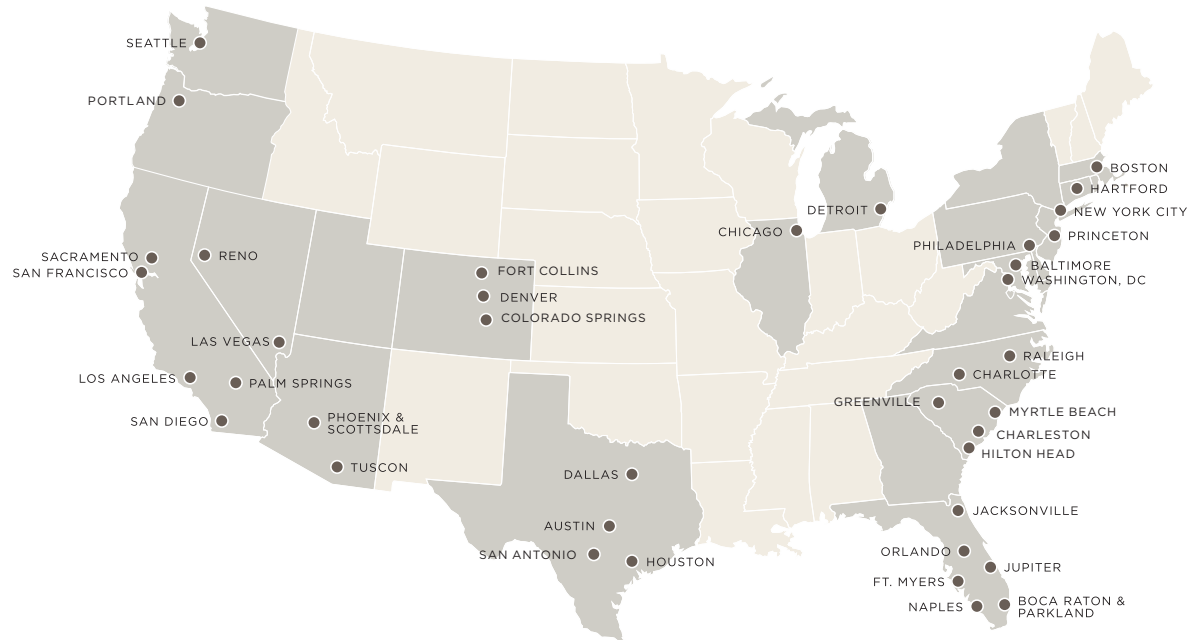 SEATTLE
PORTLAND
BOSTON
HARTFORD
DETROIT
NEW YORK CITY
CHICAGO
PRINCETON
PHILADELPHIA
SACRAMENTO
RENO
BALTIMORE
SAN FRANCISCO
FORT COLLINS
WASHINGTON, DC
DENVER
COLORADO SPRINGS
LAS VEGAS
RALEIGH
LOS ANGELES
PALM SPRINGS
CHARLOTTE
GREENVILLE
MYRTLE BEACH
SAN DIEGO
PHOENIX &
SCOTTSDALE
CHARLESTON
HILTON HEAD
TUSCON
DALLAS
JACKSONVILLE
AUSTIN
SAN ANTONIO
HOUSTON
ORLANDO
JUPITER
FT. MYERS
NAPLES
BOCA RATON &
PARKLAND